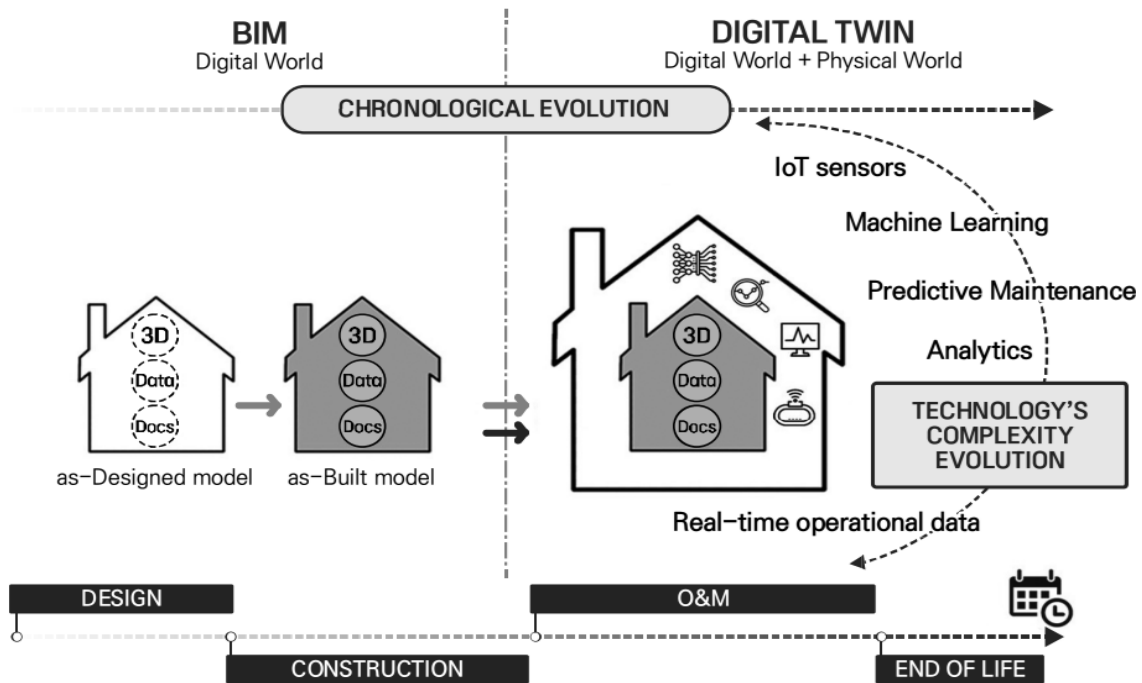 BIM
Digital World
DIGITAL TWIN
Digital World + Physical World
CHRONOLOGICAL EVOLUTION
IoT sensors
Machine Learning
Predictive Maintenance
Analytics
3D
Data
Docs
as-Designed model
3D
Data
Docs
as-Built model
3D
Data
Docs
TECHNOLOGY'S
COMPLEXITY
EVOLUTION
Real-time operational data
DESIGN
O&M
CONSTRUCTION
END OF LIFE